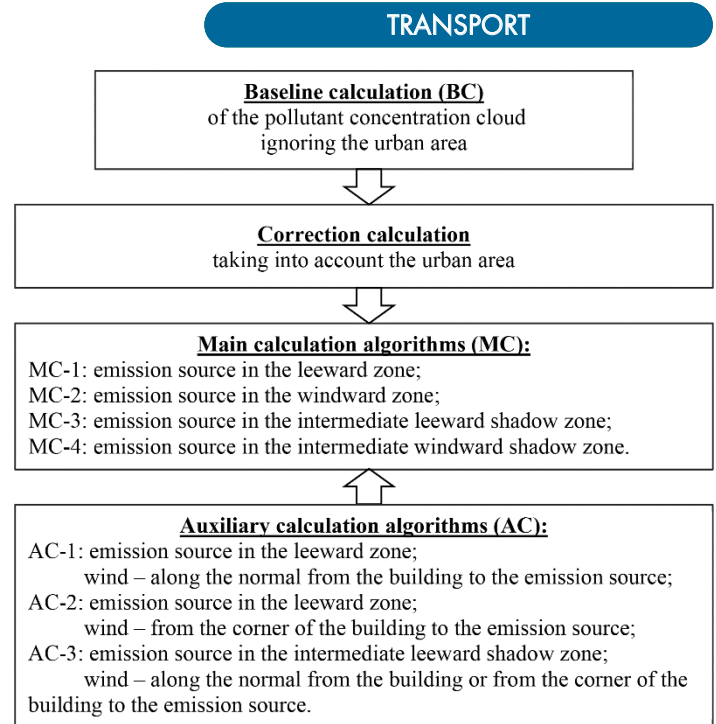 TRANSPORT
Baseline calculation (BC)
of the pollutant concentration cloud
ignoring the urban area
Correction calculation
taking into account the urban area
Main calculation algorithms (MC):
MC-1: emission source in the leeward zone;
MC-2: emission source in the windward zone;
MC-3: emission source in the intermediate leeward shadow zone;
MC-4: emission source in the intermediate windward shadow zone.
Auxiliary calculation algorithms (AC):
AC-1: emission source in the leeward zone;
wind – along the normal from the building to the emission source;
AC-2: emission source in the leeward zone;
wind – from the corner of the building to the emission source;
AC-3: emission source in the intermediate leeward shadow zone;
wind – along the normal from the building or from the corner of the
building to the emission source.